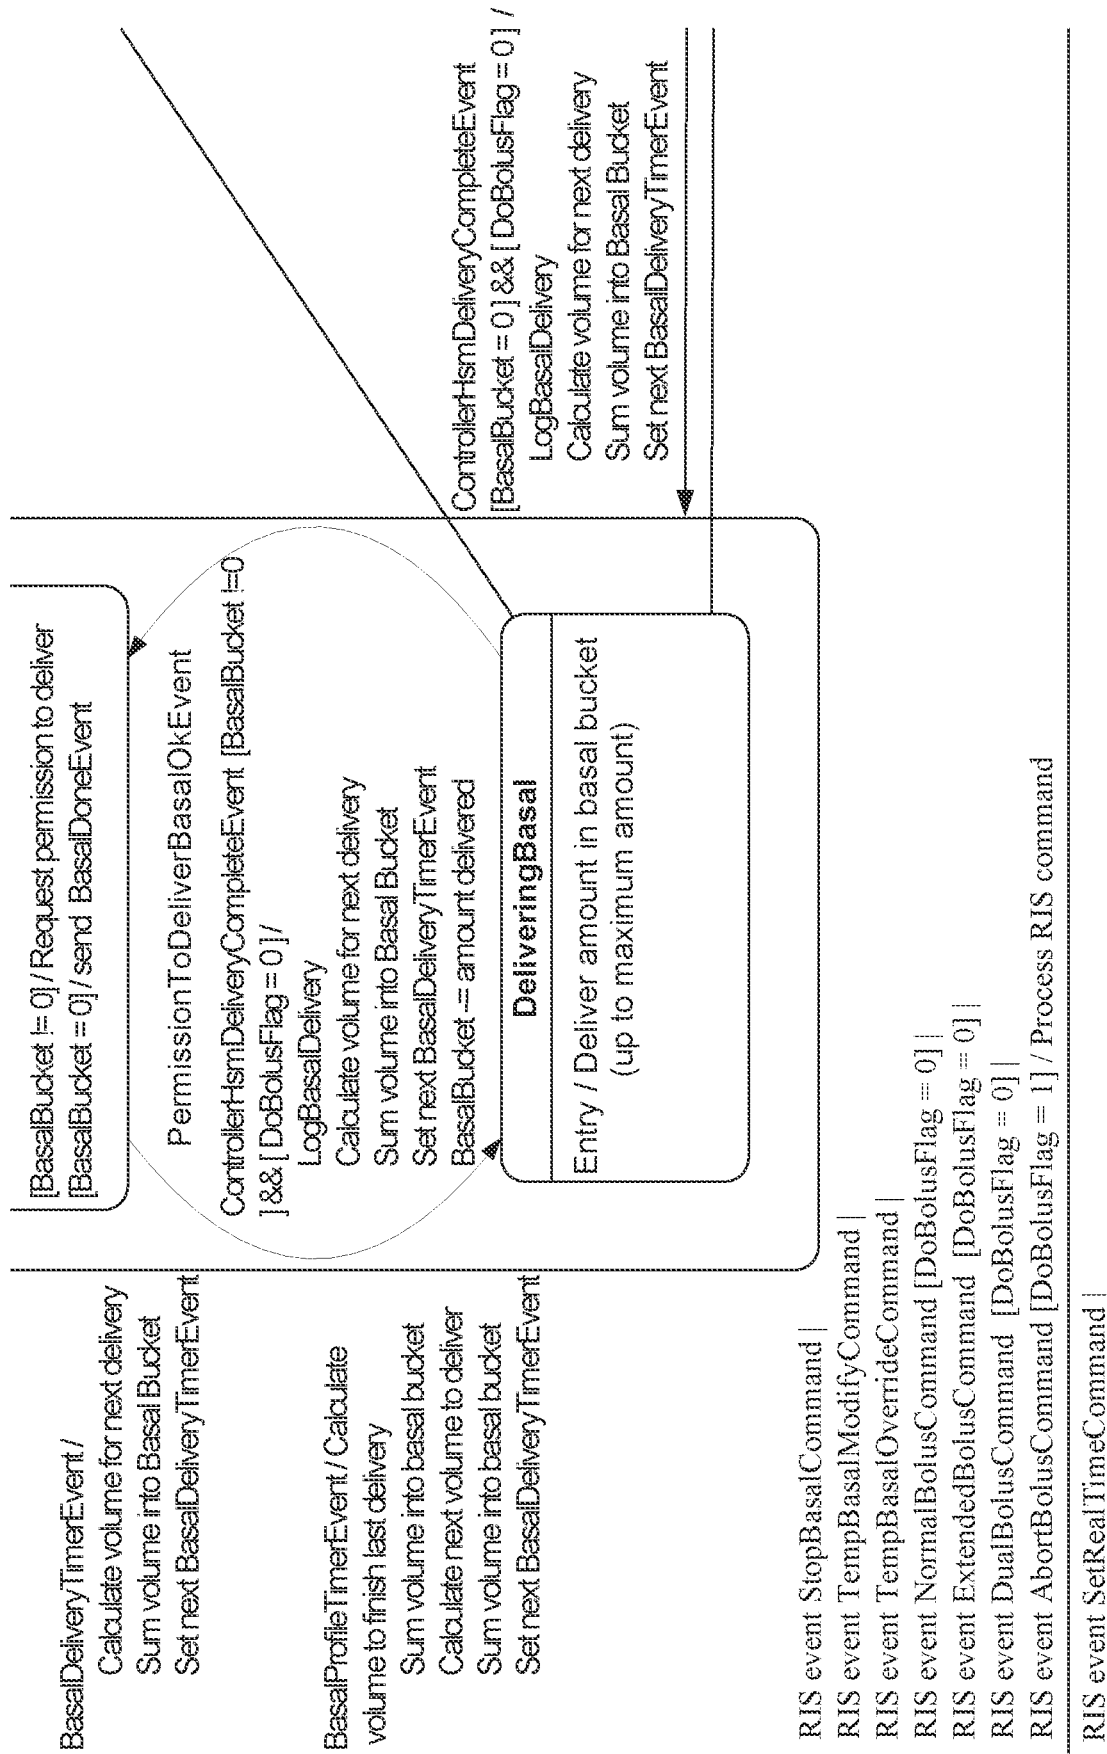 BasalDeliveryTimerEvent /
Calculate volume for next delivery
Sum volume into Basal Bucket
Set next BasalDeliveryTimerEvent
BasalProfileTimerEvent / Calculate
volume to finish last delivery
Sum volume into basal bucket
Calculate next volume to deliver
Sum volume into basal bucket
Set next BasalDeliveryTimerEvent
[BasalBucket != 0] / Request permission to deliver
[BasalBucket = 0] / send BasalDoneEvent
PermissionToDeliverBasalOkEvent
ControllerHsmDeliveryCompleteEvent [BasalBucket !=0
] && [ DoBolusFlag = 0 ] /
LogBasalDelivery
Calculate volume for next delivery
Sum volume into Basal Bucket
Set next BasalDeliveryTimerEvent
BasalBucket -= amount delivered
DeliveringBasal
Entry / Deliver amount in basal bucket
(up to maximum amount)
ControllerHsmDeliveryCompleteEvent
[BasalBucket = 0 ] && [ DoBolusFlag = 0 ] /
LogBasalDelivery
Calculate volume for next delivery
Sum volume into Basal Bucket
Set next BasalDeliveryTimerEvent
RIS event StopBasalCommand |
RIS event TempBasalModifyCommand |
RIS event TempBasalOverrideCommand |
RIS event NormalBolusCommand [DoBolusFlag = 0] |
RIS event ExtendedBolusCommand [DoBolusFlag = 0] |
RIS event DualBolusCommand [DoBolusFlag = 0] |
RIS event AbortBolusCommand [DoBolusFlag = 1] / Process RIS command
RIS event SetRealTimeCommand |